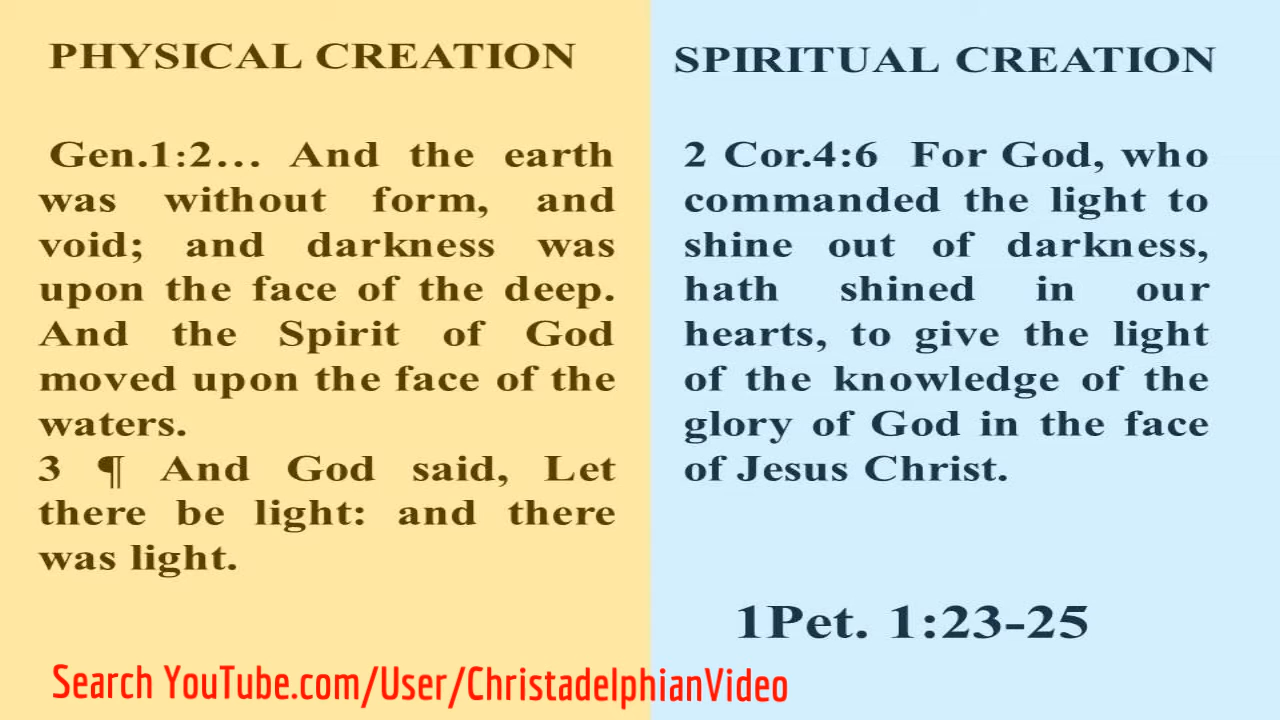 PHYSICAL CREATION
Gen.1:2... And the earth
was without form, and
void; and darkness was
upon the face of the deep.
And the Spirit of God
moved upon the face of the
waters.
3 ¶ And God said, Let
there be light: and there
was light.
SPIRITUAL CREATION
2 Cor.4:6 For God, who
commanded the light to
shine out of darkness,
hath shined in our
hearts, to give the light
of the knowledge of the
glory of God in the face
of Jesus Christ.
1Pet. 1:23-25
Search YouTube.com/User/ChristadelphianVideo